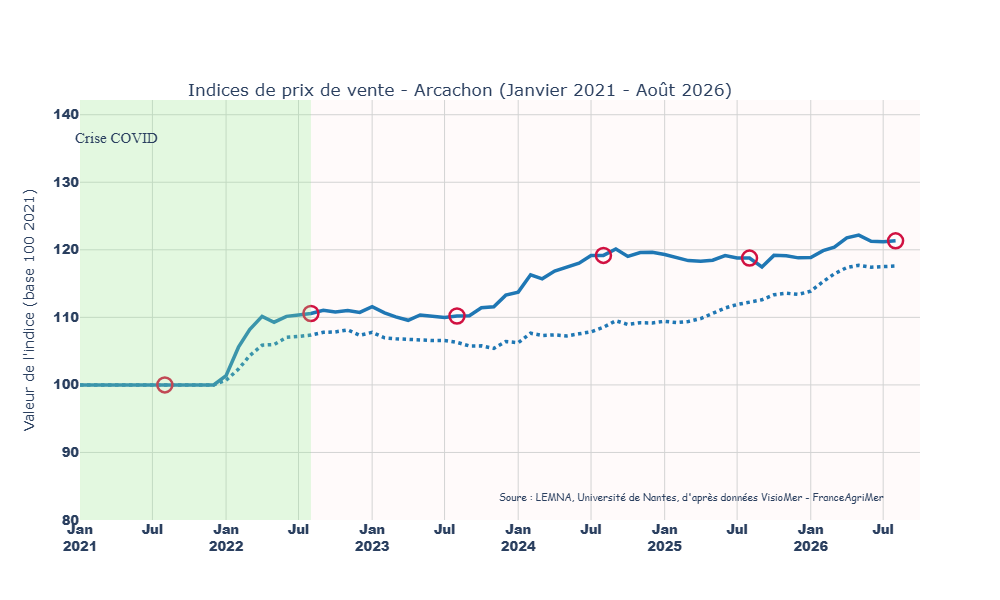 Indices de prix de vente - Arcachon (Janvier 2021 - Août 2026)
140
Crise COVID
130
120
110
100
90
80
Valeur de l'indice (base 100 2021)
Soure : LEMNA, Université de Nantes, d'après données VisioMer - FranceAgriMer
Jan Jul Jan Jul Jan Jul Jan Jul Jan Jul Jan Jul
2021 2022 2023 2024 2025 2026